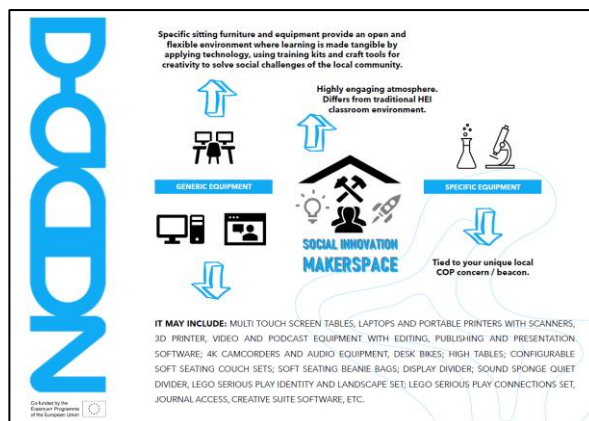 Specific sitting furniture and equipment provide an open and
flexible environment where learning is made tangible by
applying technology, using training kits and craft tools for
creativity to solve social challenges of the local community.
Highly engaging atmosphere.
Differs from traditional HEI
classroom environment.
GENERIC EQUIPMENT
SPECIFIC EQUIPMENT
SOCIAL INNOVATION
MAKERSPACE
Tied to your unique local
COP concern / beacon.
IT MAY INCLUDE: MULTI TOUCH SCREEN TABLES, LAPTOPS AND PORTABLE PRINTERS WITH SCANNERS,
3D PRINTER, VIDEO AND PODCAST EQUIPMENT WITH EDITING, PUBLISHING AND PRESENTATION
SOFTWARE; 4K CAMCORDERS AND AUDIO EQUIPMENT, DESK BIKES; HIGH TABLES; CONFIGURABLE
SOFT SEATING COUCH SETS; SOFT SEATING BEANIE BAGS; DISPLAY DIVIDER; SOUND SPONGE QUIET
DIVIDER, LEGO SERIOUS PLAY IDENTITY AND LANDSCAPE SET; LEGO SERIOUS PLAY CONNECTIONS SET,
JOURNAL ACCESS, CREATIVE SUITE SOFTWARE, ETC.
Co-funded by the
Erasmus+ Programme
of the European Union